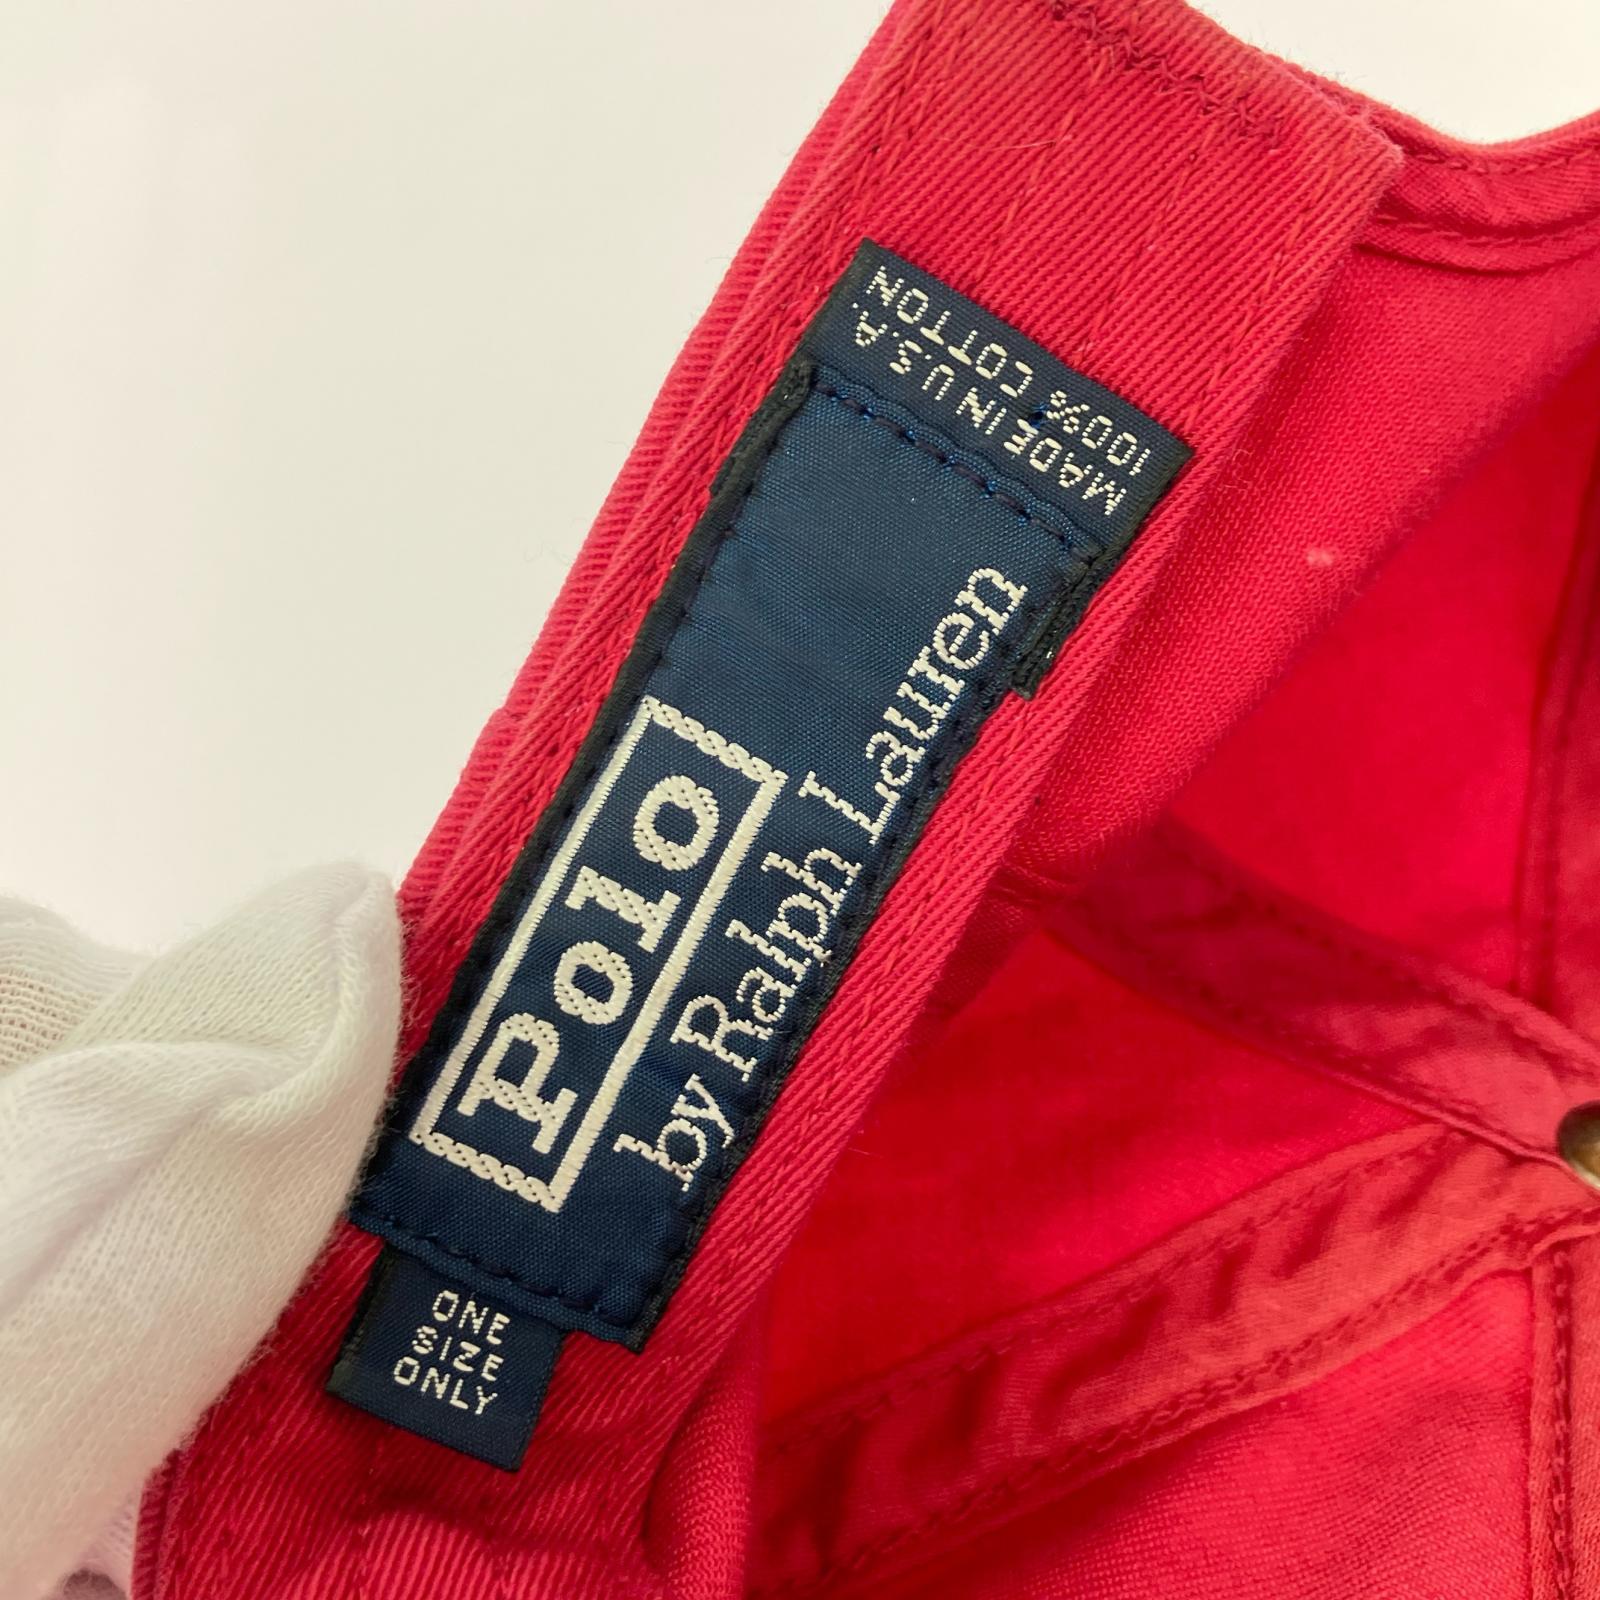 Polo
by Ralph Lauren
MADE IN U.S.A.
100% COTTON
ONE
SIZE
ONLY